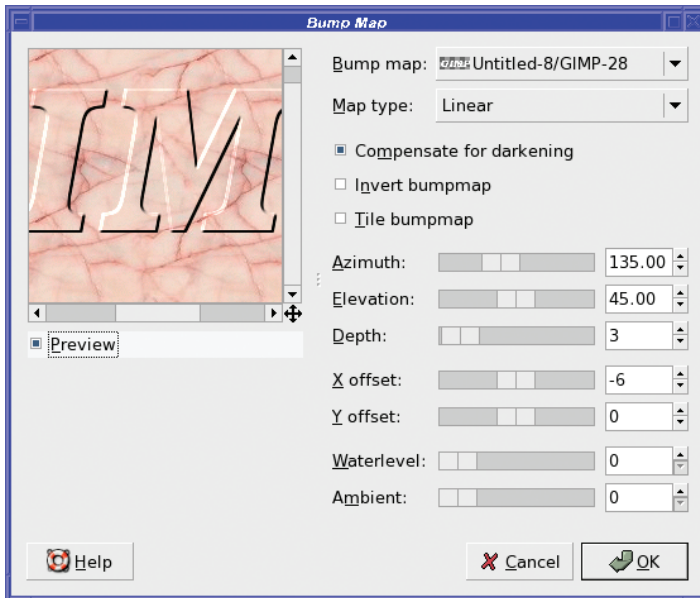 Bump Map
IM
Preview
Bump map: GIMP Untitled-8/GIMP-28
Map type: Linear
Compensate for darkening
Invert bumpmap
Tile bumpmap
Azimuth: 135.00
Elevation: 45.00
Depth: 3
X offset: -6
Y offset: 0
Waterlevel: 0
Ambient: 0
Help
Cancel
OK